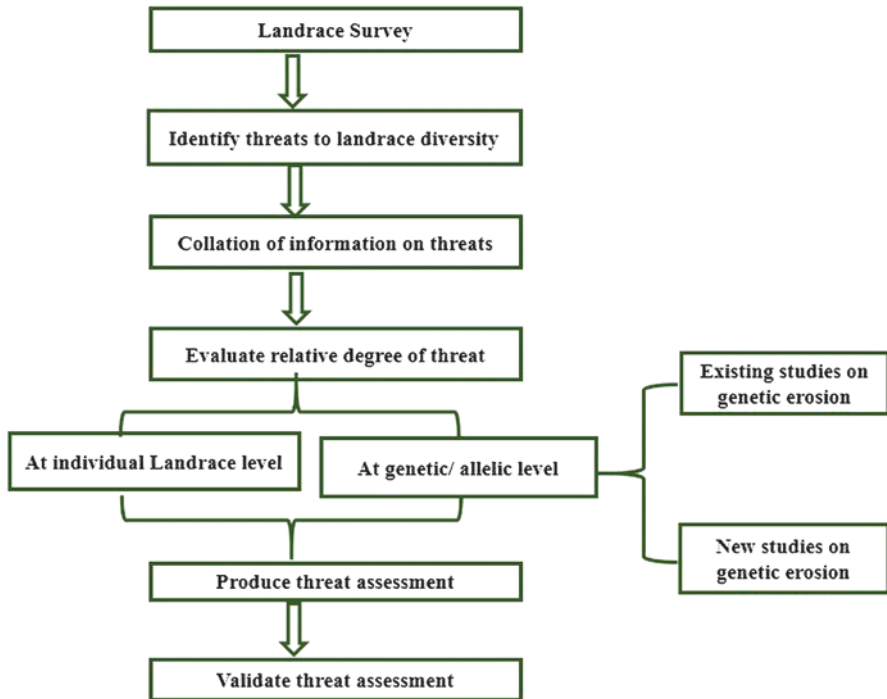 Landrace Survey
Identify threats to landrace diversity
Collation of information on threats
Evaluate relative degree of threat
Existing studies on
genetic erosion
At individual Landrace level
At genetic/ allelic level
New studies on
genetic erosion
Produce threat assessment
Validate threat assessment